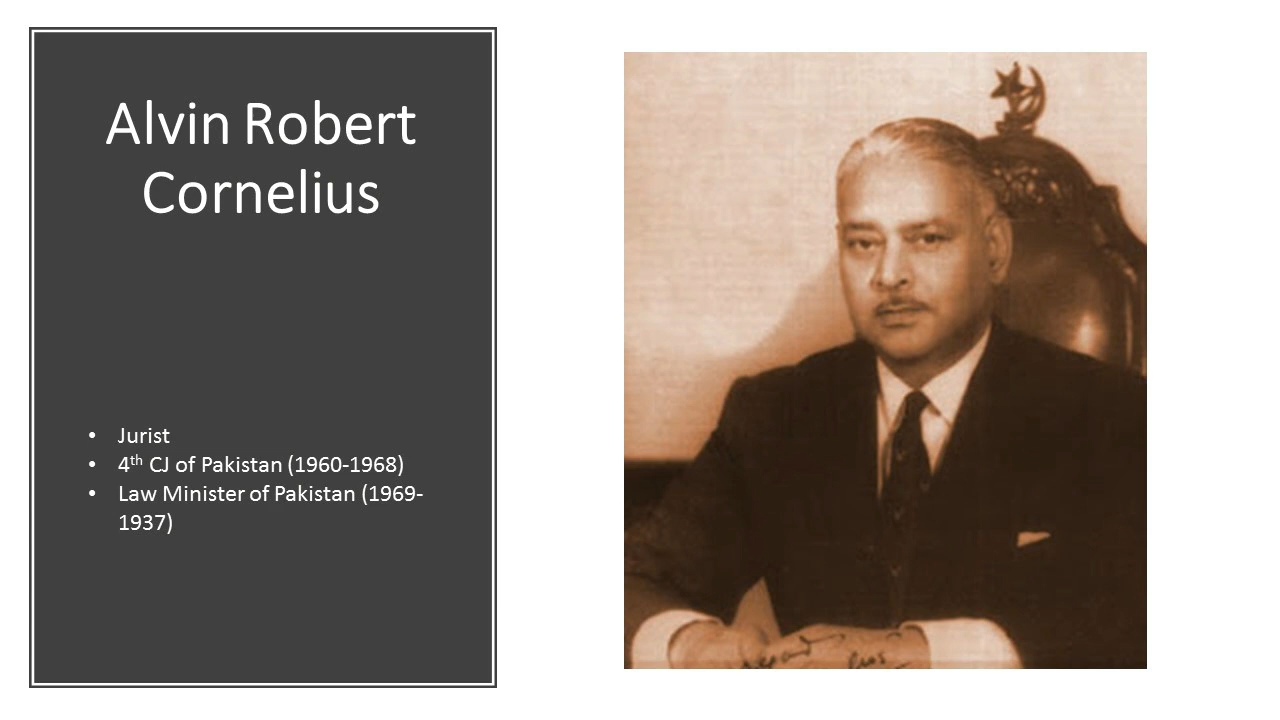 Alvin Robert
Cornelius
• Jurist
• 4th CJ of Pakistan (1960-1968)
• Law Minister of Pakistan (1969-
1937)